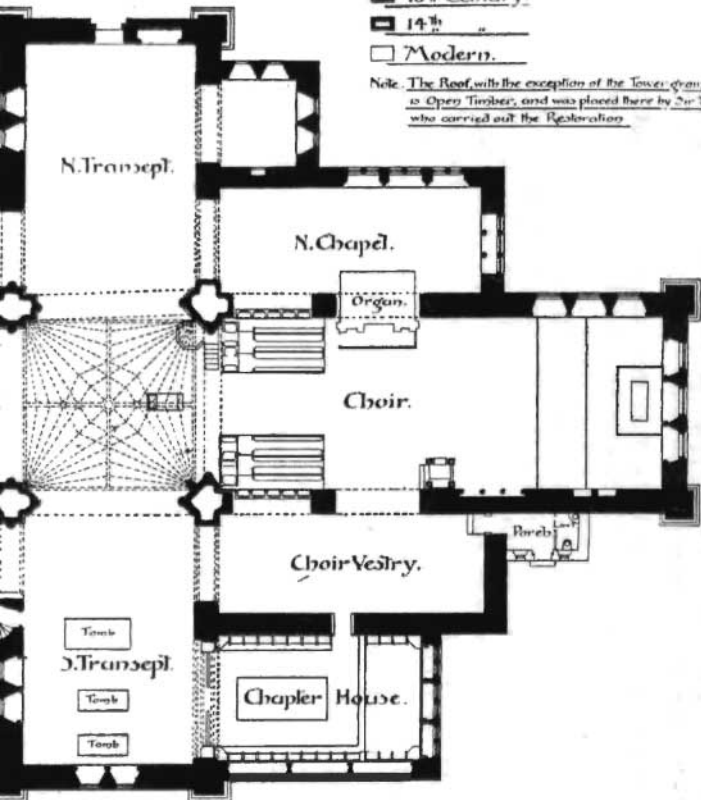 14th "
Modern.
Note. The Roof, with the exception of the Tower
is Open Timber, and was placed there by Sir
who carried out the Restoration
N. Transept.
N. Chapel.
Organ.
Choir.
Porch
Choir Vestry.
Tomb
S. Transept.
Tomb
Chapter House.
Tomb